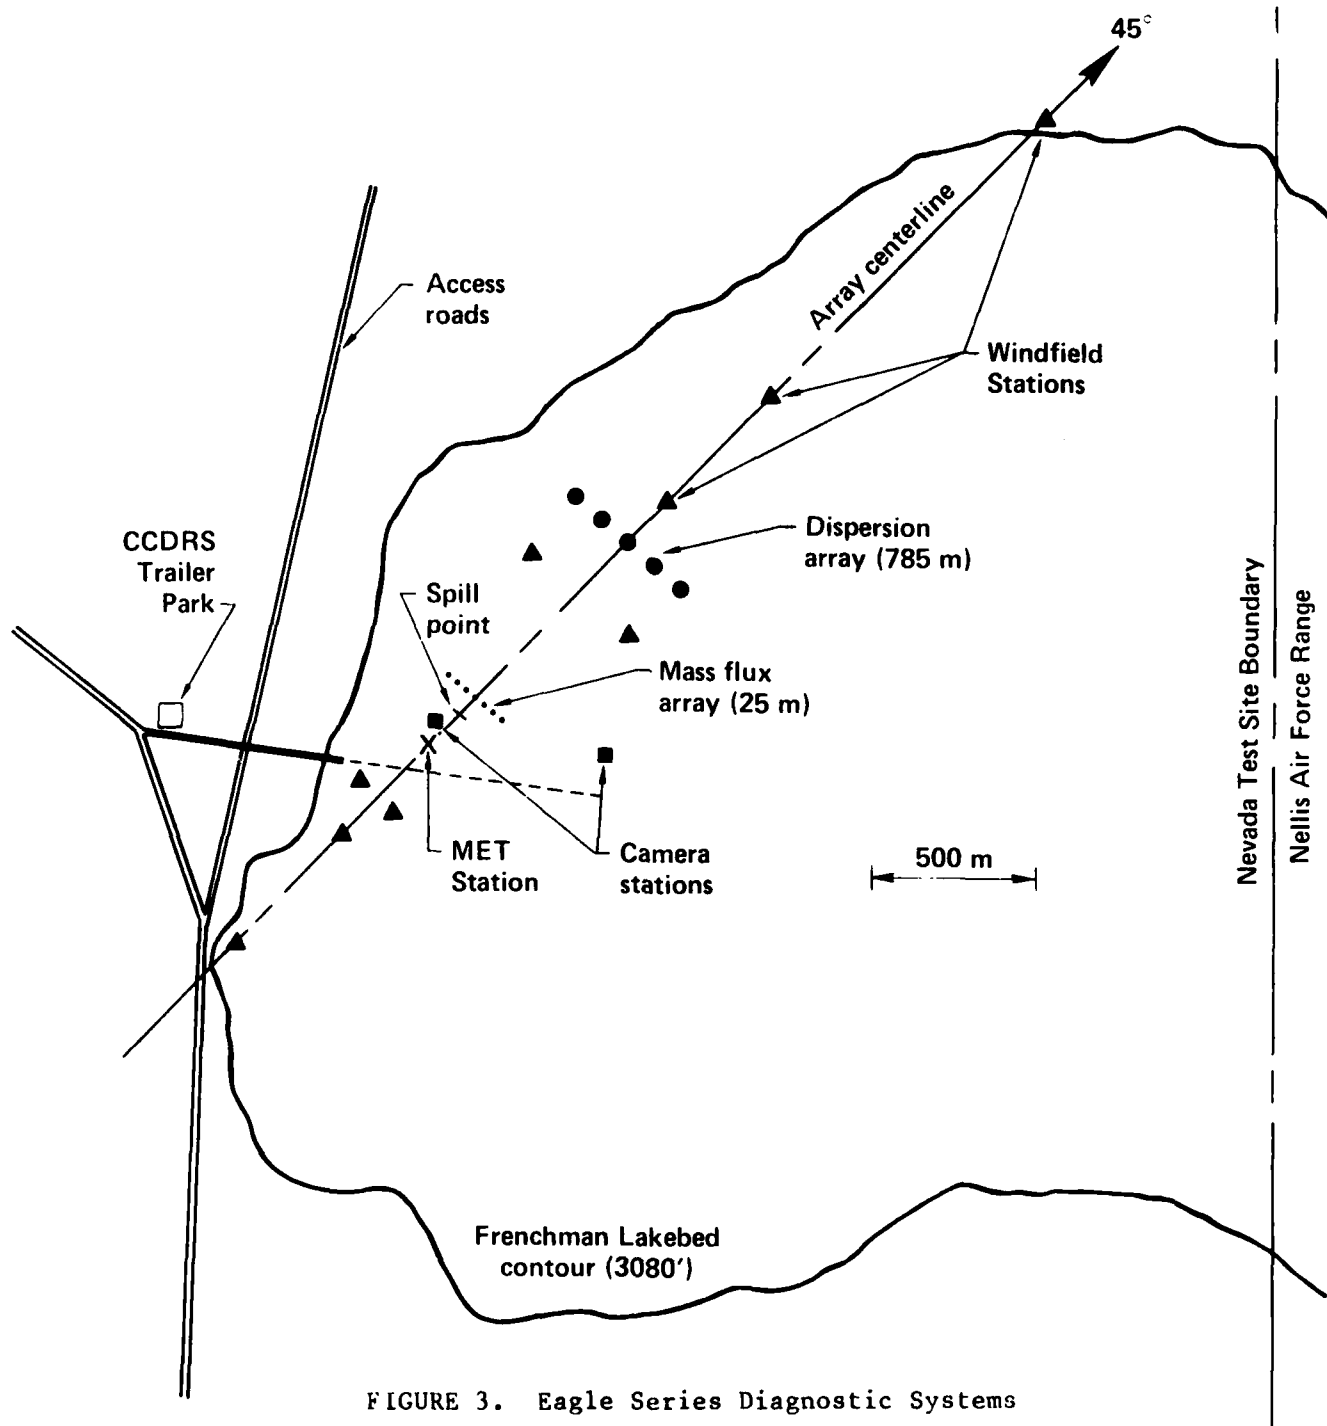 45°
Array centerline
Access
roads
Windfield
Stations
CCDRS
Trailer
Park
Dispersion
array (785 m)
Spill
point
Mass flux
array (25 m)
Nevada Test Site Boundary
Nellis Air Force Range
X
MET
Station
Camera
stations
500 m
Frenchman Lakebed
contour (3080')
FIGURE 3. Eagle Series Diagnostic Systems